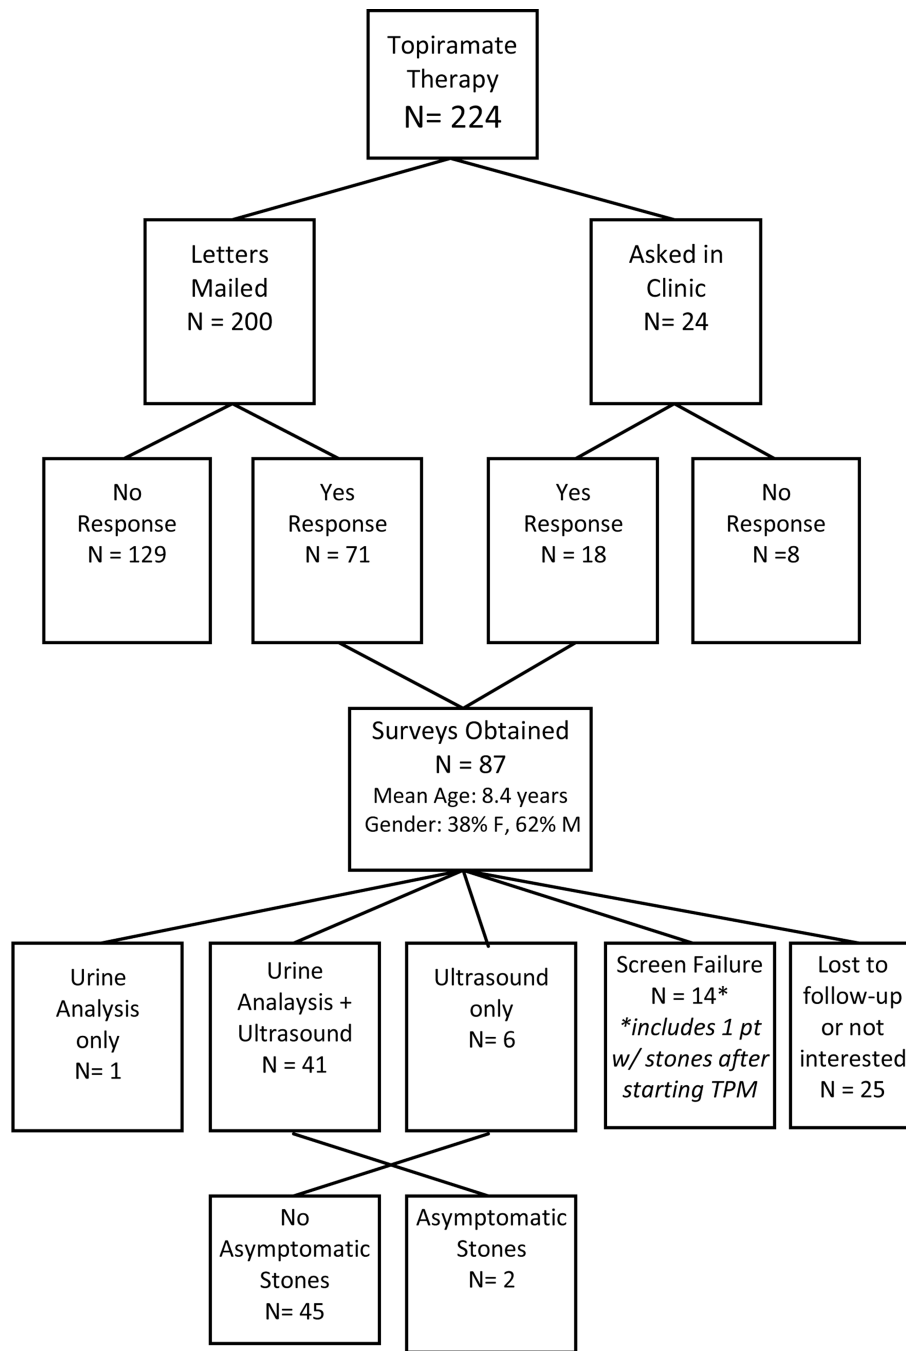 Topiramate
Therapy
N= 224
Letters
Mailed
N = 200
Asked in
Clinic
N= 24
No
Response
N = 129
Yes
Response
N = 71
Yes
Response
N = 18
No
Response
N =8
Surveys Obtained
N = 87
Mean Age: 8.4 years
Gender: 38% F, 62% M
Urine
Analysis
only
N= 1
Urine
Analaysis +
Ultrasound
N = 41
Ultrasound
only
N= 6
Screen Failure
N = 14*
*includes 1 pt
w/ stones after
starting TPM
Lost to
follow-up
or not
interested
N = 25
No
Asymptomatic
Stones
N= 45
Asymptomatic
Stones
N= 2